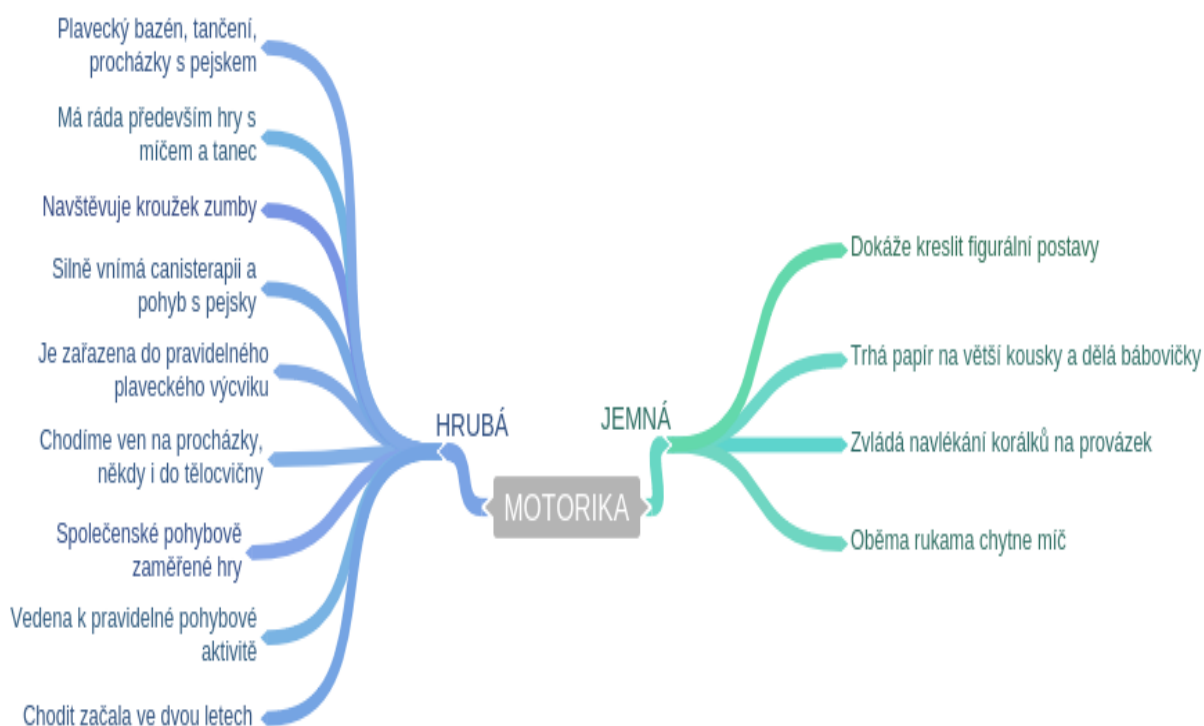 Plavecký bazén, tančení,
procházky s pejskem
Má ráda především hry s
míčem a tanec
Navštěvuje kroužek zumby
Silně vnímá canisterapii a
pohyb s pejsky
Je zařazena do pravidelného
plaveckého výcviku
Chodíme ven na procházky,
někdy i do tělocvičny
Společenské pohybově
zaměřené hry
Vedena k pravidelné pohybové
aktivitě
Chodit začala ve dvou letech
HRUBÁ
MOTORIKA
JEMNÁ
Dokáže kreslit figurální postavy
Trhá papír na větší kousky a dělá bábovičky
Zvládá navlékání korálků na provázek
Oběma rukama chytne míč